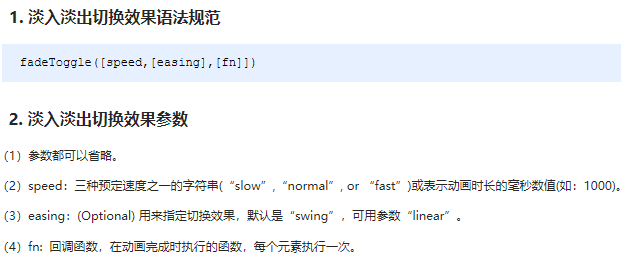 1. 淡入淡出切换效果语法规范
fadeToggle([speed,[easing],[fn]])
2. 淡入淡出切换效果参数
（1）参数都可以省略。
（2）speed：三种预定速度之一的字符串(“slow”,“normal”, or “fast”)或表示动画时长的毫秒数值(如：1000)。
（3）easing：(Optional) 用来指定切换效果，默认是“swing”，可用参数“linear”。
（4）fn: 回调函数，在动画完成时执行的函数，每个元素执行一次。